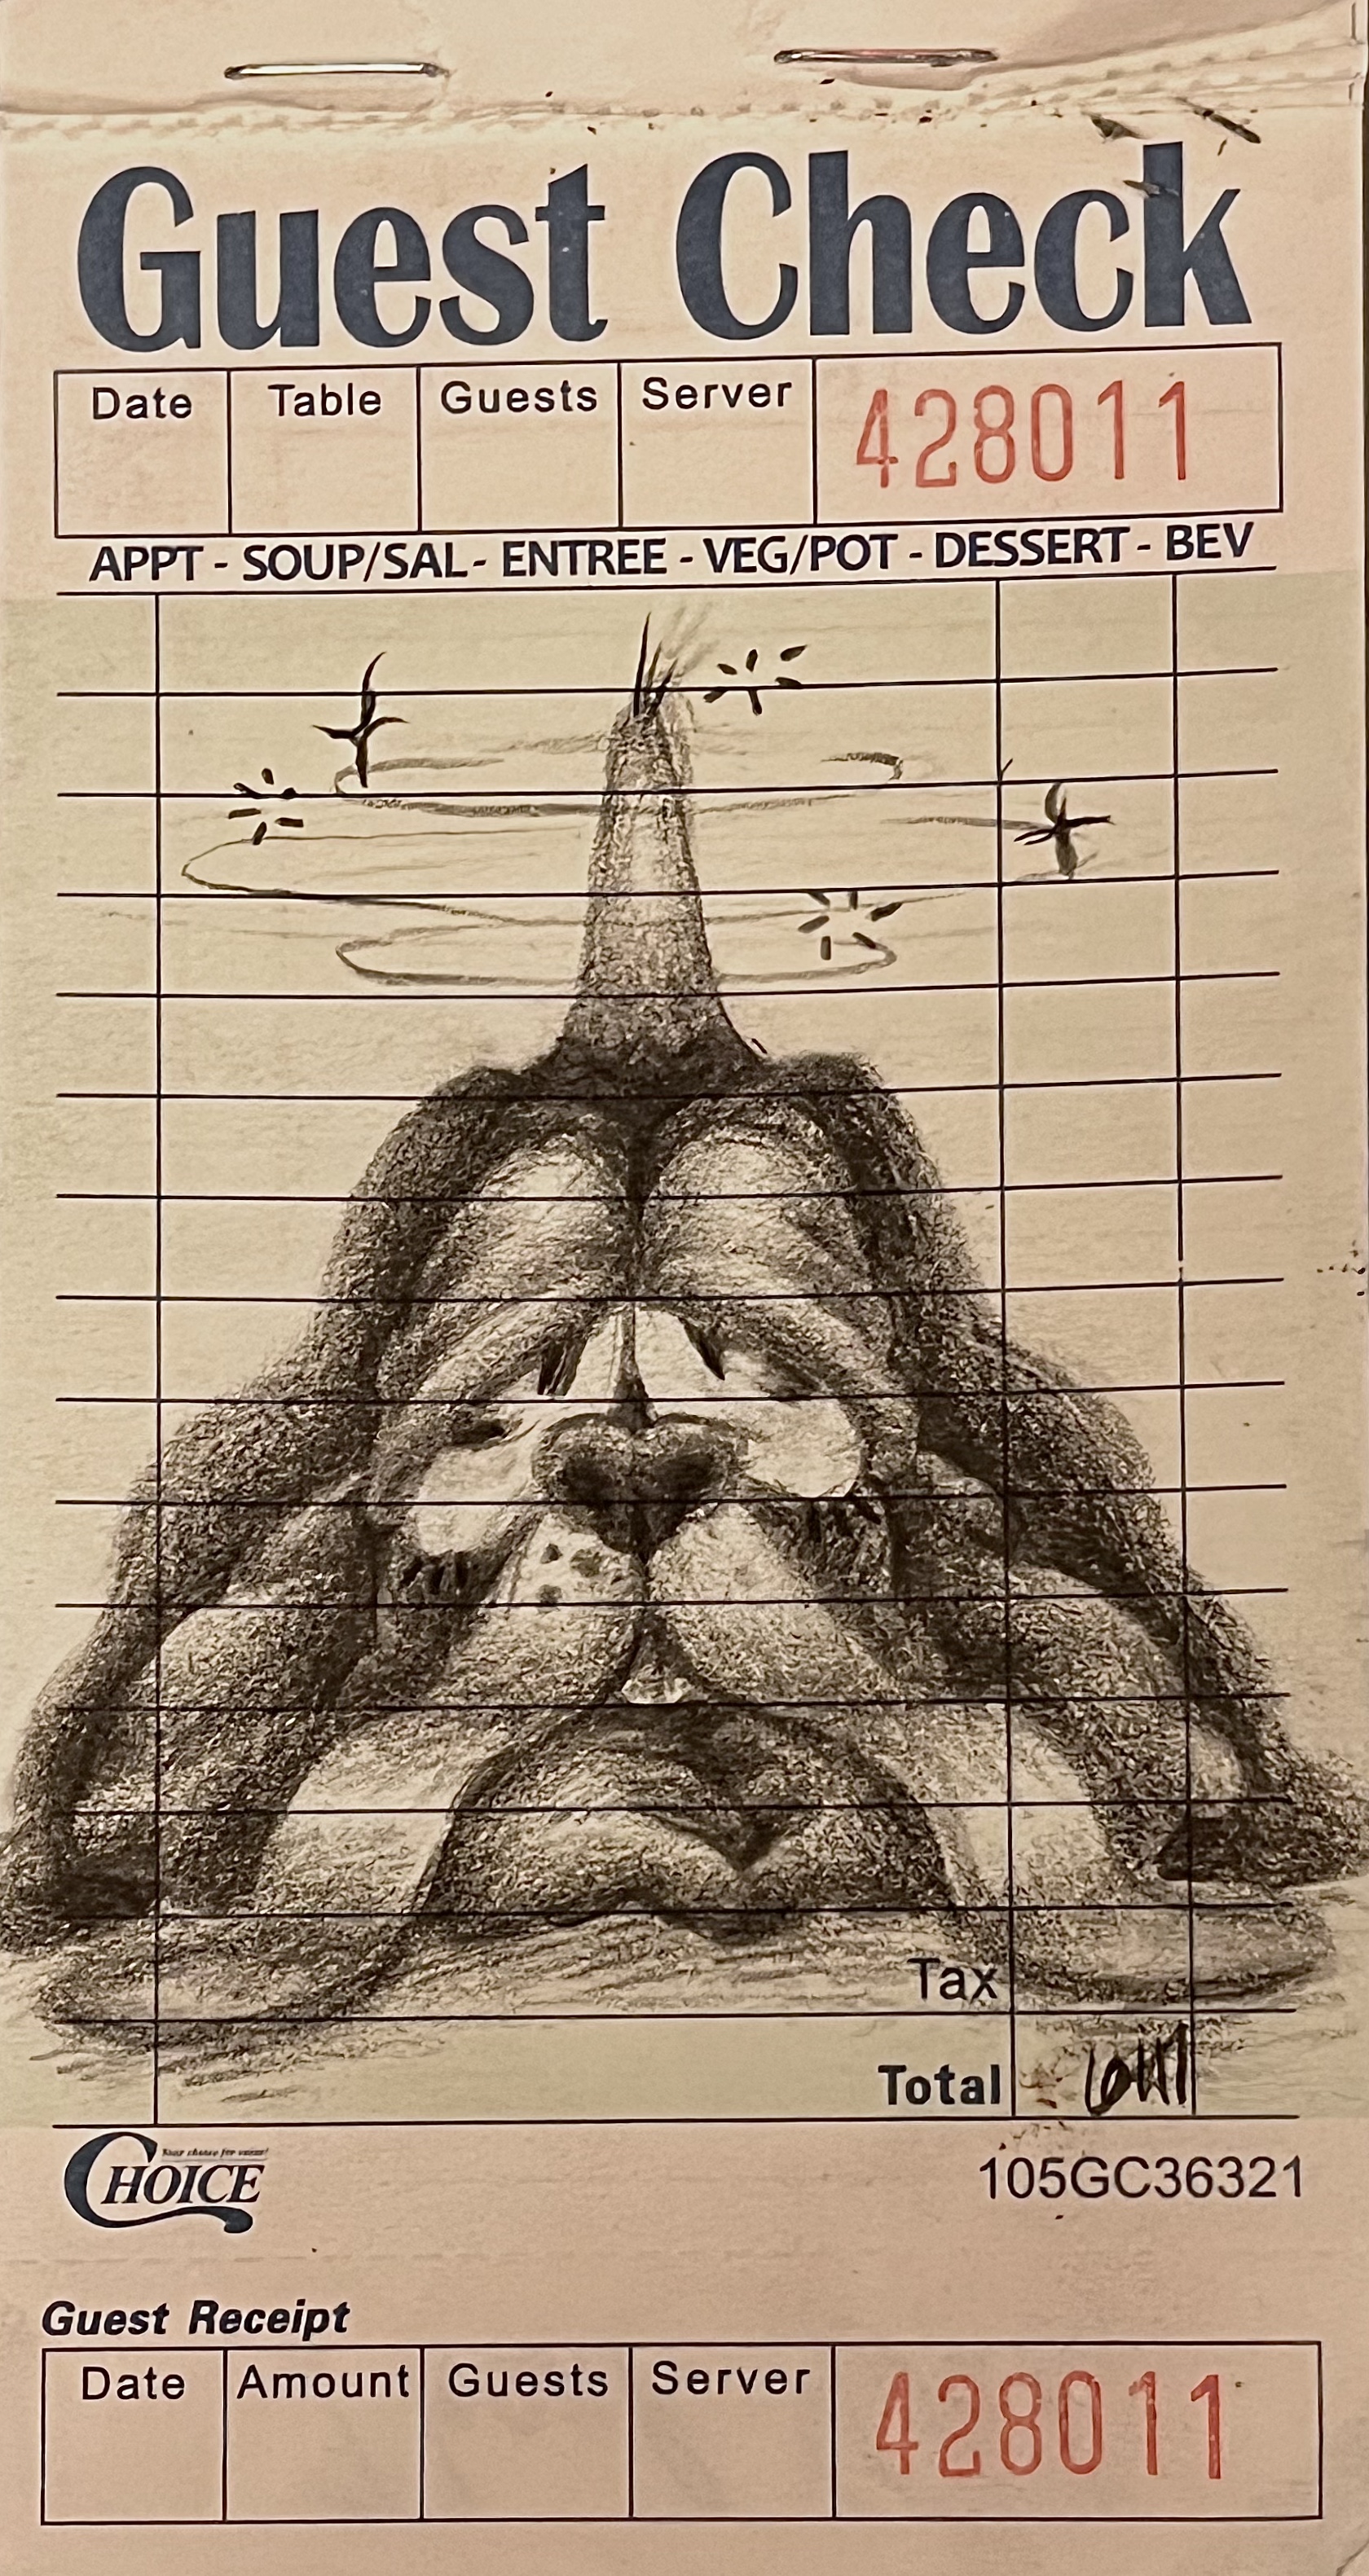 Guest Check
Date Table Guests Server 428011
APPT - SOUP/SAL - ENTREE - VEG/POT - DESSERT - BEV
Tax
Total
CHOICE
105GC36321
Guest Receipt
Date Amount Guests Server 428011